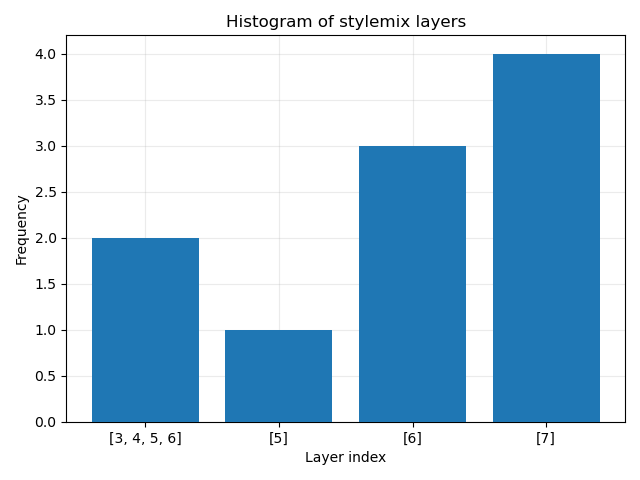 Histogram of stylemix layers
Frequency
4.0
3.5
3.0
2.5
2.0
1.5
1.0
0.5
0.0
[3, 4, 5, 6] [5] [6] [7]
Layer index